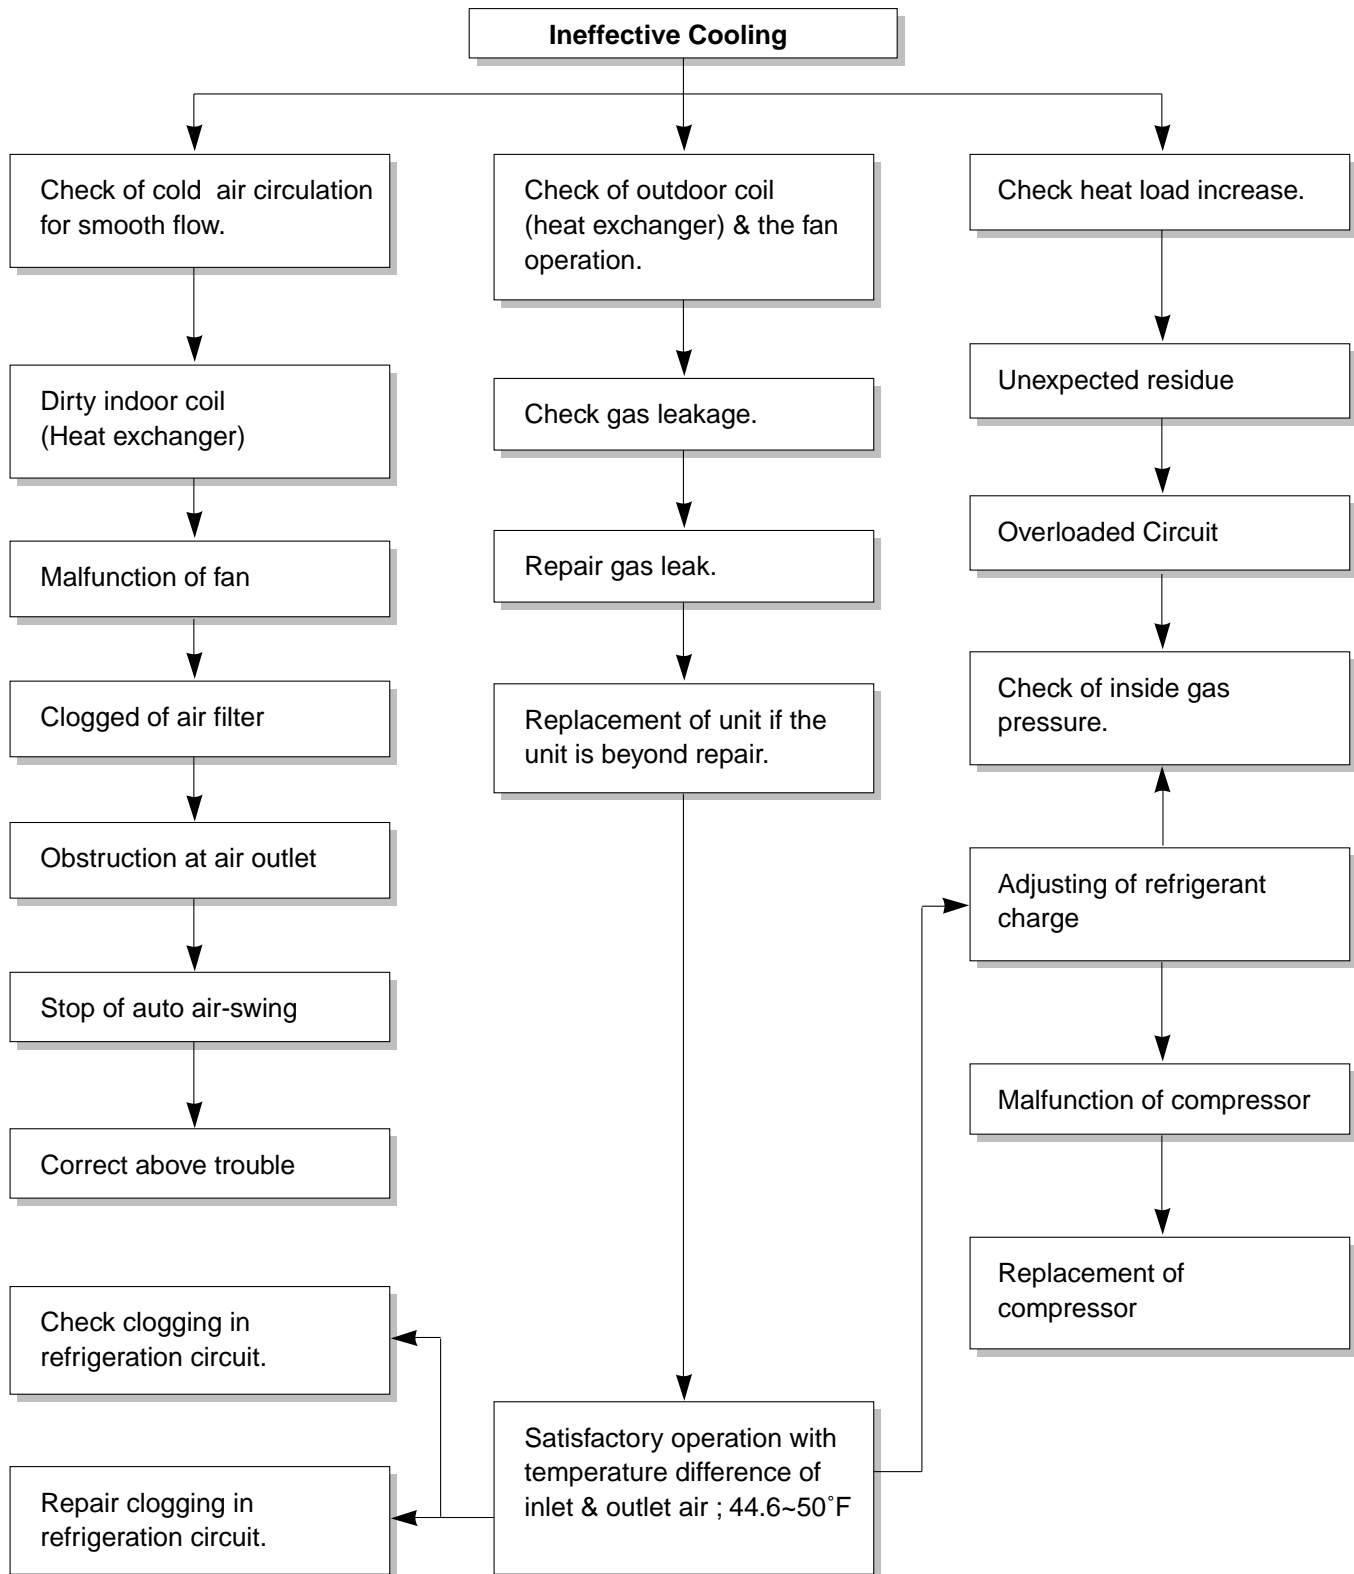 Ineffective Cooling
Check of cold air circulation
for smooth flow.
Dirty indoor coil
(Heat exchanger)
Malfunction of fan
Clogged of air filter
Obstruction at air outlet
Stop of auto air-swing
Correct above trouble
Check clogging in
refrigeration circuit.
Repair clogging in
refrigeration circuit.
Check of outdoor coil
(heat exchanger) & the fan
operation.
Check gas leakage.
Repair gas leak.
Replacement of unit if the
unit is beyond repair.
Satisfactory operation with
temperature difference of
inlet & outlet air ; 44.6~50˚F
Check heat load increase.
Unexpected residue
Overloaded Circuit
Check of inside gas
pressure.
Adjusting of refrigerant
charge
Malfunction of compressor
Replacement of
compressor